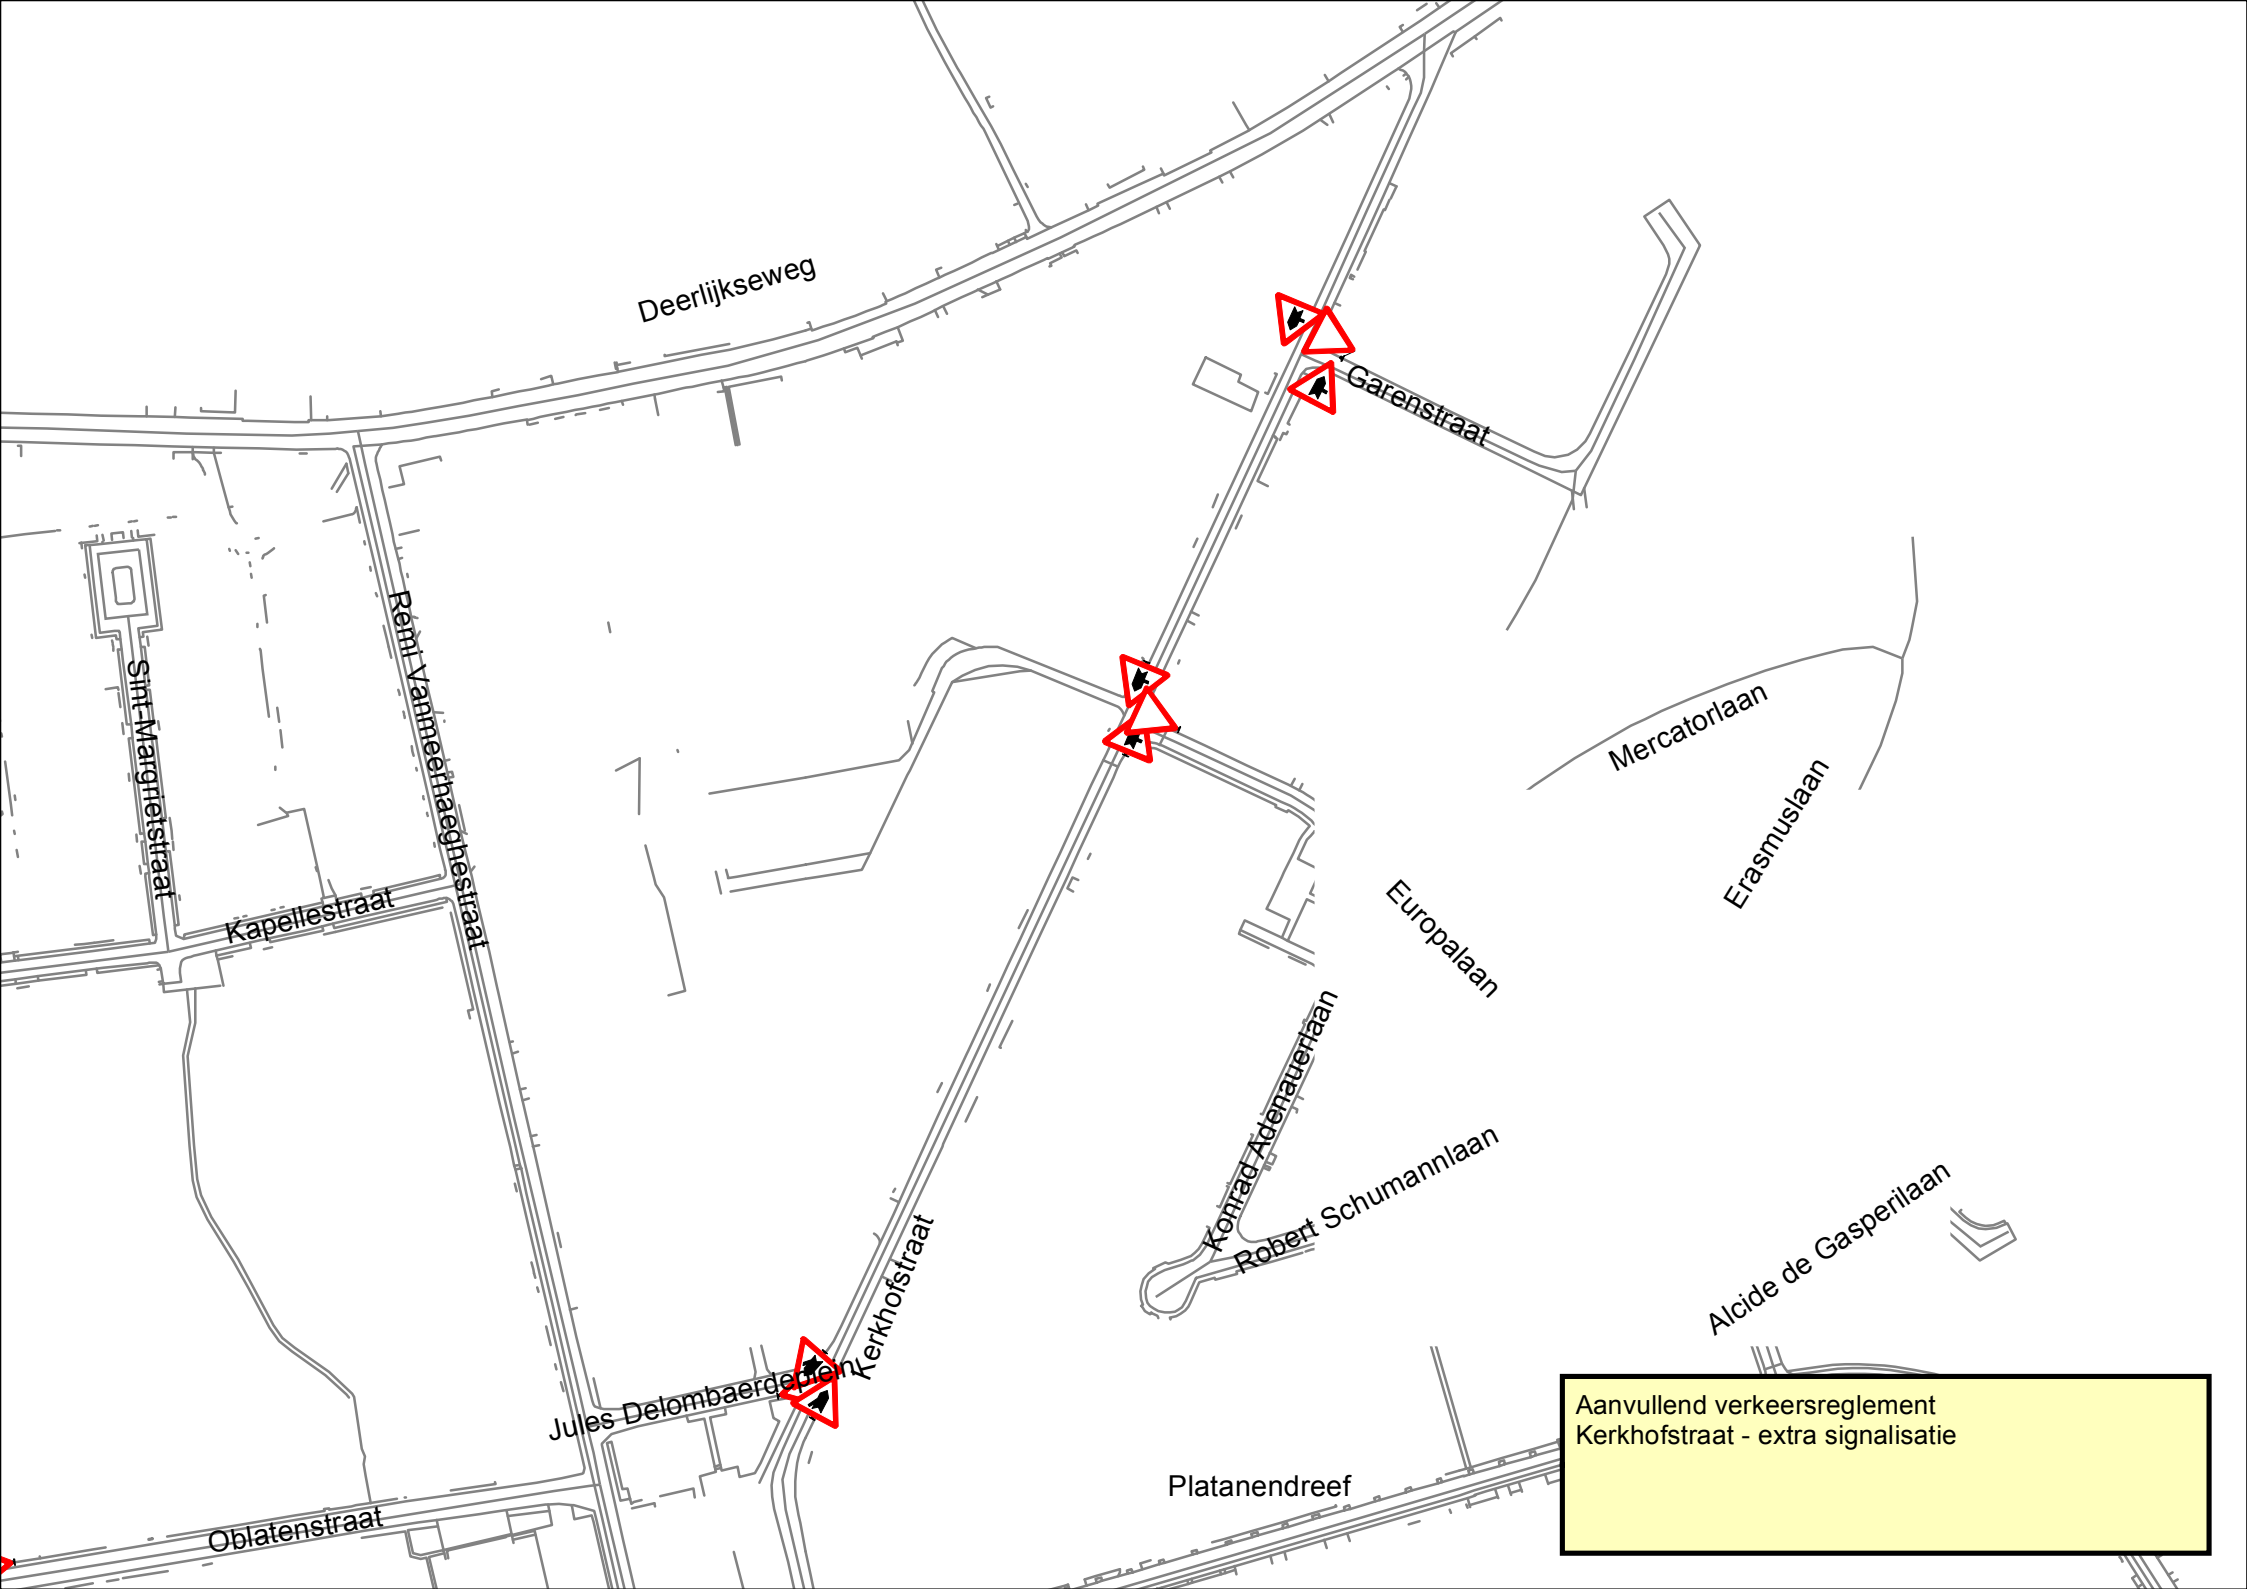 Deerlijkseweg
Garenstraat
Remi Vanmeerhaeghestraat
Sint-Margrietstraat
Mercatorlaan
Erasmuslaan
Kapellestraat
Europalaan
Konrad Adenauerlaan
Robert Schumannlaan
Alcide de Gasperilaan
Kerkhofstraat
Jules Delombaerdeplein
Aanvullend verkeersreglement
Kerkhofstraat - extra signalisatie
Platanendreef
Oblatenstraat